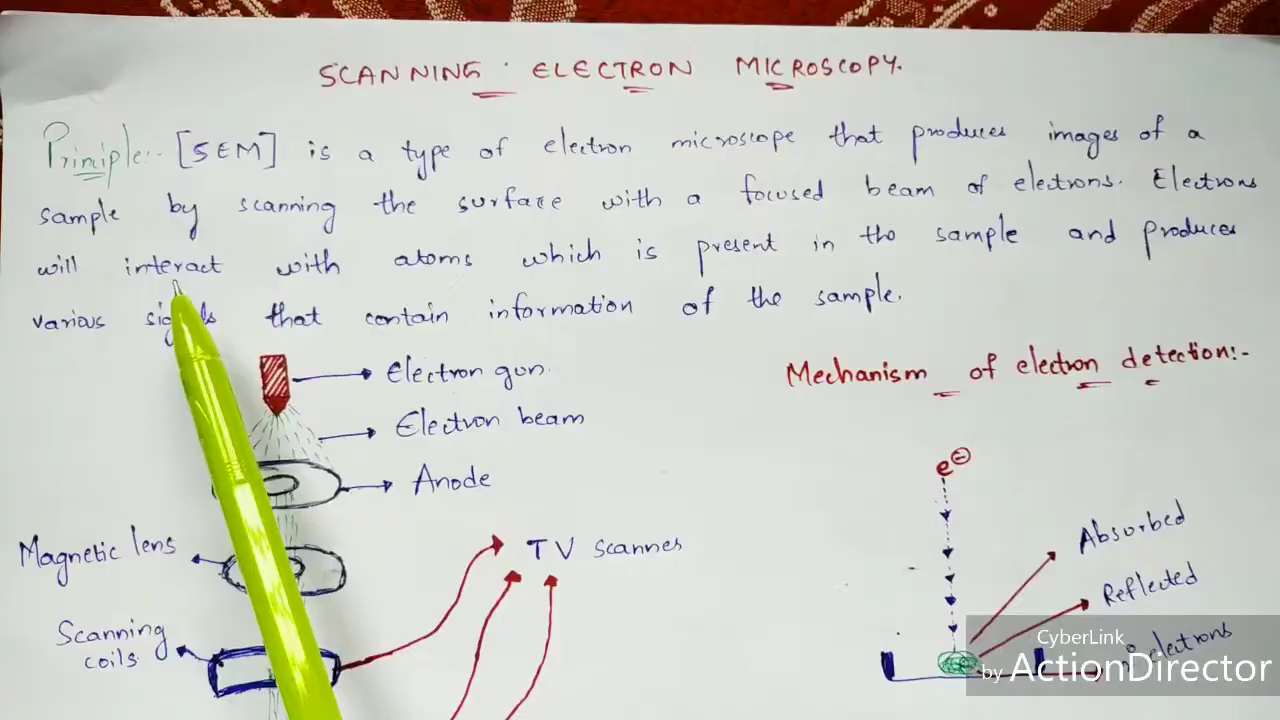 SCANNING ELECTRON MICROSCOPY.
Priniple:- [SEM] is a type of electron microscope that produces images of a
sample by scanning the surface with a focused beam of electrons. Electrons
will interact with atoms which is present in the sample and produces
various that contain information of the sample.
Electron gun.
Mechanism of electron detection:-
Electron beam
Anode
e⊖
Magnetic lens
TV scannes
Absorbed
Scanning
coils
Reflected
electrons
CyberLink
by ActionDirector